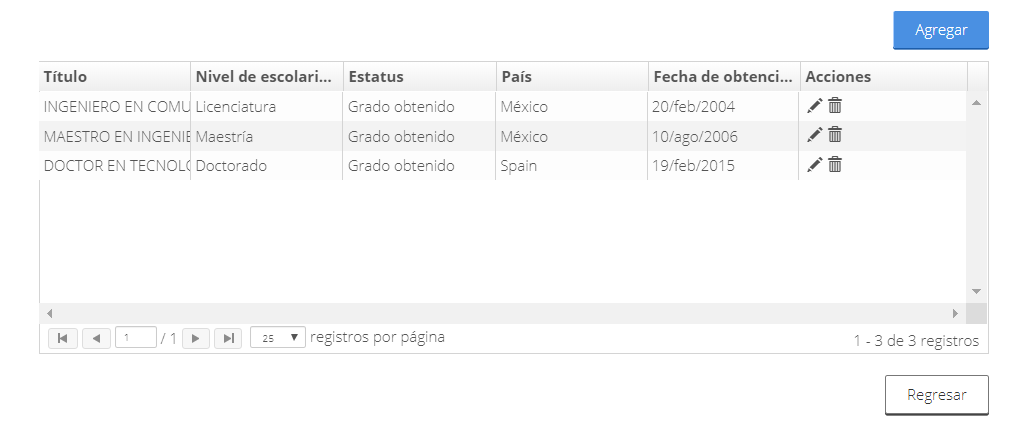 Agregar
Título Nivel de escolari... Estatus País Fecha de obtenci... Acciones
INGENIERO EN COMU Licenciatura Grado obtenido México 20/feb/2004
MAESTRO EN INGENIE Maestría Grado obtenido México 10/ago/2006
DOCTOR EN TECNOLO Doctorado Grado obtenido Spain 19/feb/2015
1 / 1 25 registros por página 1 - 3 de 3 registros
Regresar